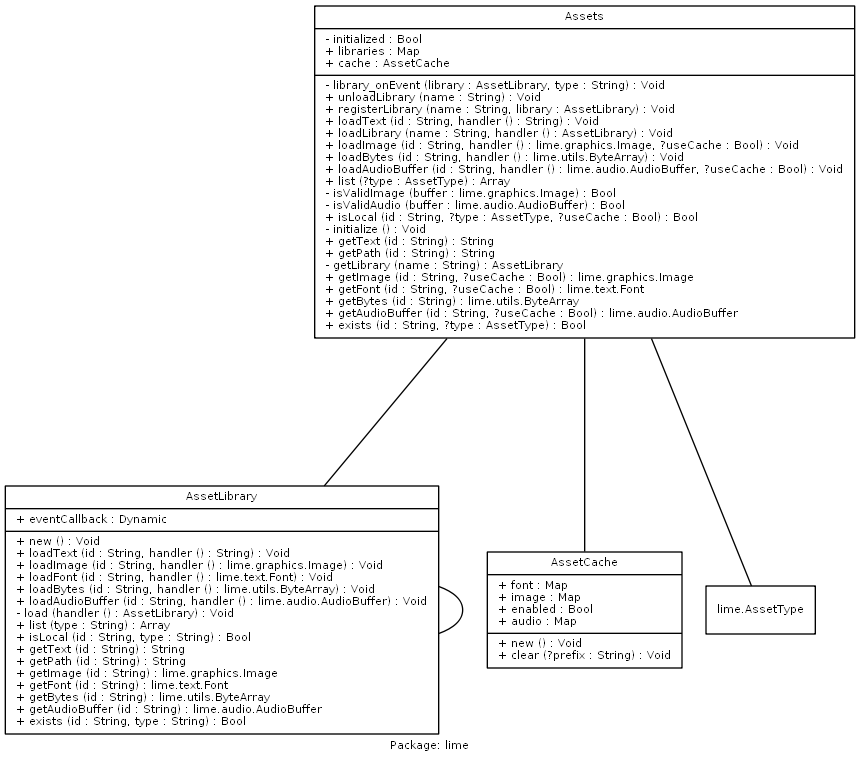 Assets
- initialized : Bool
+ libraries : Map
+ cache : AssetCache
- library_onEvent (library : AssetLibrary, type : String) : Void
+ unloadLibrary (name : String) : Void
+ registerLibrary (name : String, library : AssetLibrary) : Void
+ loadText (id : String, handler () : String) : Void
+ loadLibrary (name : String, handler () : AssetLibrary) : Void
+ loadImage (id : String, handler () : lime.graphics.Image, ?useCache : Bool) : Void
+ loadBytes (id : String, handler () : lime.utils.ByteArray) : Void
+ loadAudioBuffer (id : String, handler () : lime.audio.AudioBuffer, ?useCache : Bool) : Void
+ list (?type : AssetType) : Array
- isValidImage (buffer : lime.graphics.Image) : Bool
- isValidAudio (buffer : lime.audio.AudioBuffer) : Bool
+ isLocal (id : String, ?type : AssetType, ?useCache : Bool) : Bool
- initialize () : Void
+ getText (id : String) : String
+ getPath (id : String) : String
- getLibrary (name : String) : AssetLibrary
+ getImage (id : String, ?useCache : Bool) : lime.graphics.Image
+ getFont (id : String, ?useCache : Bool) : lime.text.Font
+ getBytes (id : String) : lime.utils.ByteArray
+ getAudioBuffer (id : String, ?useCache : Bool) : lime.audio.AudioBuffer
+ exists (id : String, ?type : AssetType) : Bool
AssetLibrary
+ eventCallback : Dynamic
+ new () : Void
+ loadText (id : String, handler () : String) : Void
+ loadImage (id : String, handler () : lime.graphics.Image) : Void
+ loadFont (id : String, handler () : lime.text.Font) : Void
+ loadBytes (id : String, handler () : lime.utils.ByteArray) : Void
+ loadAudioBuffer (id : String, handler () : lime.audio.AudioBuffer) : Void
- load (handler () : AssetLibrary) : Void
+ list (type : String) : Array
+ isLocal (id : String, type : String) : Bool
+ getText (id : String) : String
+ getPath (id : String) : String
+ getImage (id : String) : lime.graphics.Image
+ getFont (id : String) : lime.text.Font
+ getBytes (id : String) : lime.utils.ByteArray
+ getAudioBuffer (id : String) : lime.audio.AudioBuffer
+ exists (id : String, type : String) : Bool
AssetCache
+ font : Map
+ image : Map
+ enabled : Bool
+ audio : Map
+ new () : Void
+ clear (?prefix : String) : Void
lime.AssetType
Package: lime